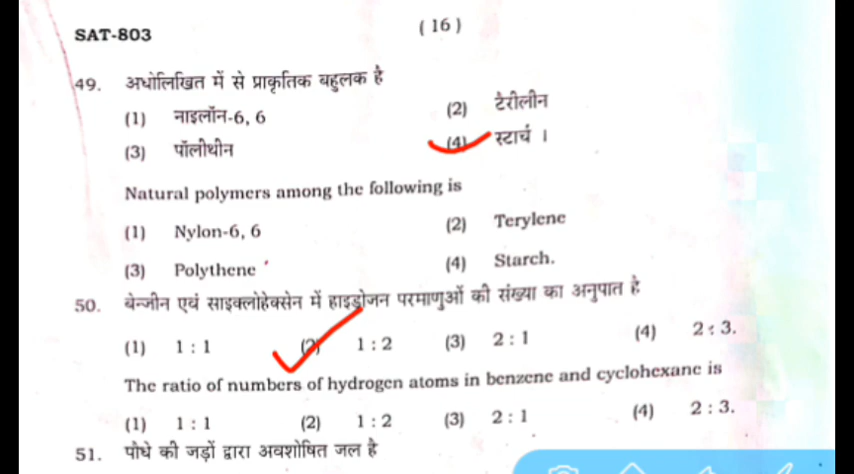 SAT-803
( 16 )
49. अधोलिखित में से प्राकृतिक बहुलक है
(1) नाइलॉन-6, 6 (2) टैरीलीन
(3) पॉलीथीन (4) स्टार्च ।
Natural polymers among the following is
(1) Nylon-6, 6 (2) Terylene
(3) Polythene (4) Starch.
50. बेन्जीन एवं साइक्लोहेक्सेन में हाइड्रोजन परमाणुओं की संख्या का अनुपात है
(1) 1 : 1 (2) 1 : 2 (3) 2 : 1 (4) 2 : 3.
The ratio of numbers of hydrogen atoms in benzene and cyclohexane is
(1) 1 : 1 (2) 1 : 2 (3) 2 : 1 (4) 2 : 3.
51. पौधे की जड़ों द्वारा अवशोषित जल है